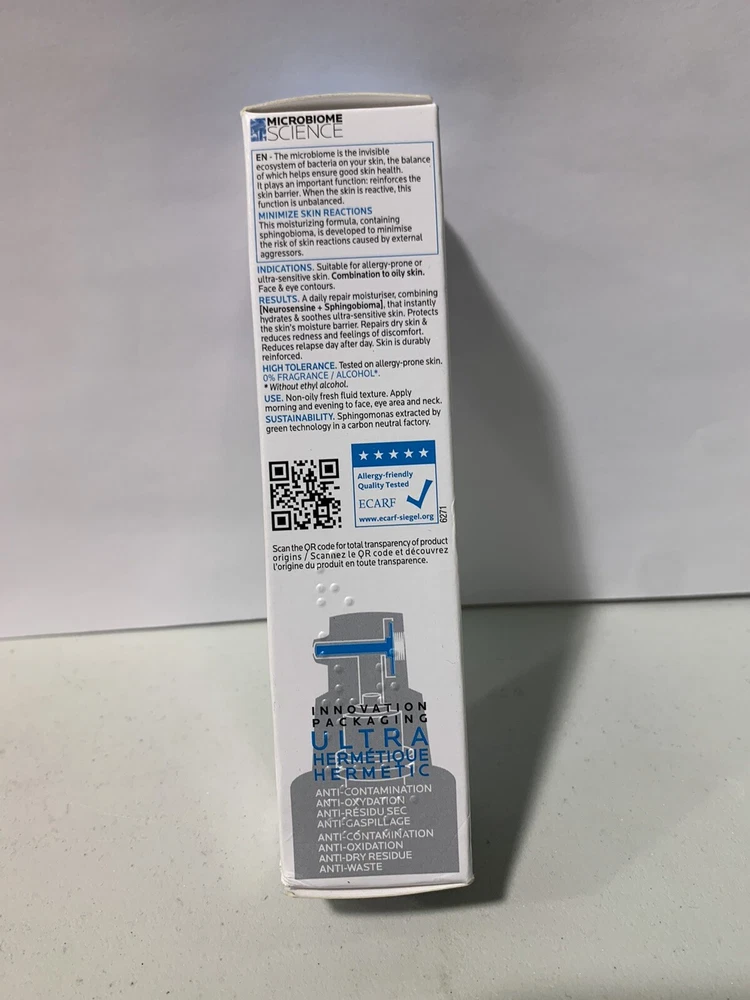 MICROBIOME
SCIENCE
EN - The microbiome is the invisible
ecosystem of bacteria on your skin, the balance
of which helps ensure good skin health.
It plays an important function: reinforces the
skin barrier. When the skin is reactive, this
function is unbalanced.
MINIMIZE SKIN REACTIONS
This moisturizing formula, containing
sphingobioma, is developed to minimise
the risk of skin reactions caused by external
aggressors.
INDICATIONS. Suitable for allergy-prone or
ultra-sensitive skin. Combination to oily skin.
Face & eye contours.
RESULTS. A daily repair moisturiser, combining
[Neurosensine + Sphingobioma], that instantly
hydrates & soothes ultra-sensitive skin. Protects
the skin's moisture barrier. Repairs dry skin &
reduces redness and feelings of discomfort.
Reduces relapse day after day. Skin is durably
reinforced.
HIGH TOLERANCE. Tested on allergy-prone skin.
0% FRAGRANCE / ALCOHOL*.
* Without ethyl alcohol.
USE. Non-oily fresh fluid texture. Apply
morning and evening to face, eye area and neck.
SUSTAINABILITY. Sphingomonas extracted by
green technology in a carbon neutral factory.
Allergy-friendly
Quality Tested
ECARF
www.ecarf-siegel.org
6271
Scan the QR code for total transparency of product
origins / Scannez le QR code et découvrez
l'origine du produit en toute transparence.
INNOVATION
PACKAGING
ULTRA
HERMÉTIQUE
HERMETIC
ANTI-CONTAMINATION
ANTI-OXYDATION
ANTI-RÉSIDU SEC
ANTI-GASPILLAGE
ANTI-CONTAMINATION
ANTI-OXIDATION
ANTI-DRY RESIDUE
ANTI-WASTE